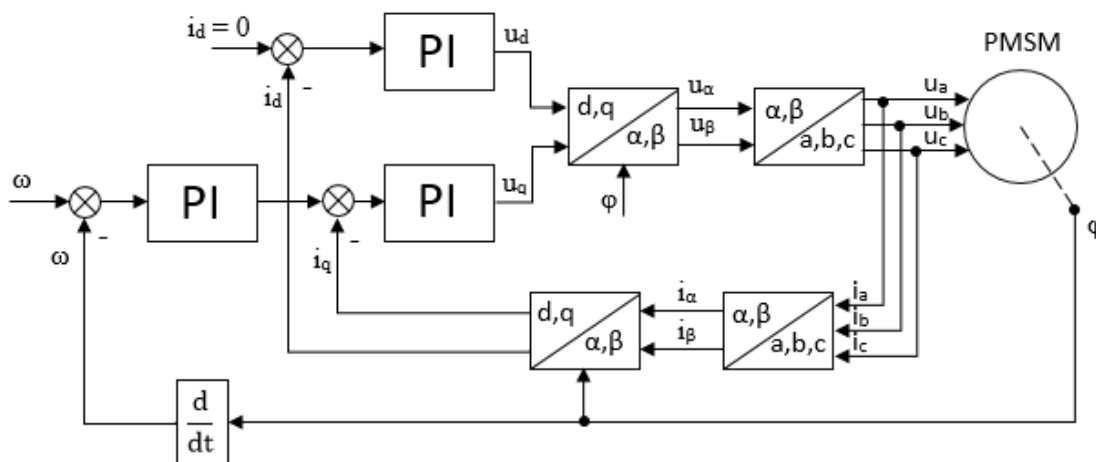 i_d = 0
PI
u_d
PMSM
i_d
-
d,q
α,β
u_α
u_β
α,β
a,b,c
u_a
u_b
u_c
ω
PI
-
ω
PI
u_q
-
i_q
φ
φ
d,q
α,β
i_α
i_β
α,β
a,b,c
i_a
i_b
i_c
d
dt